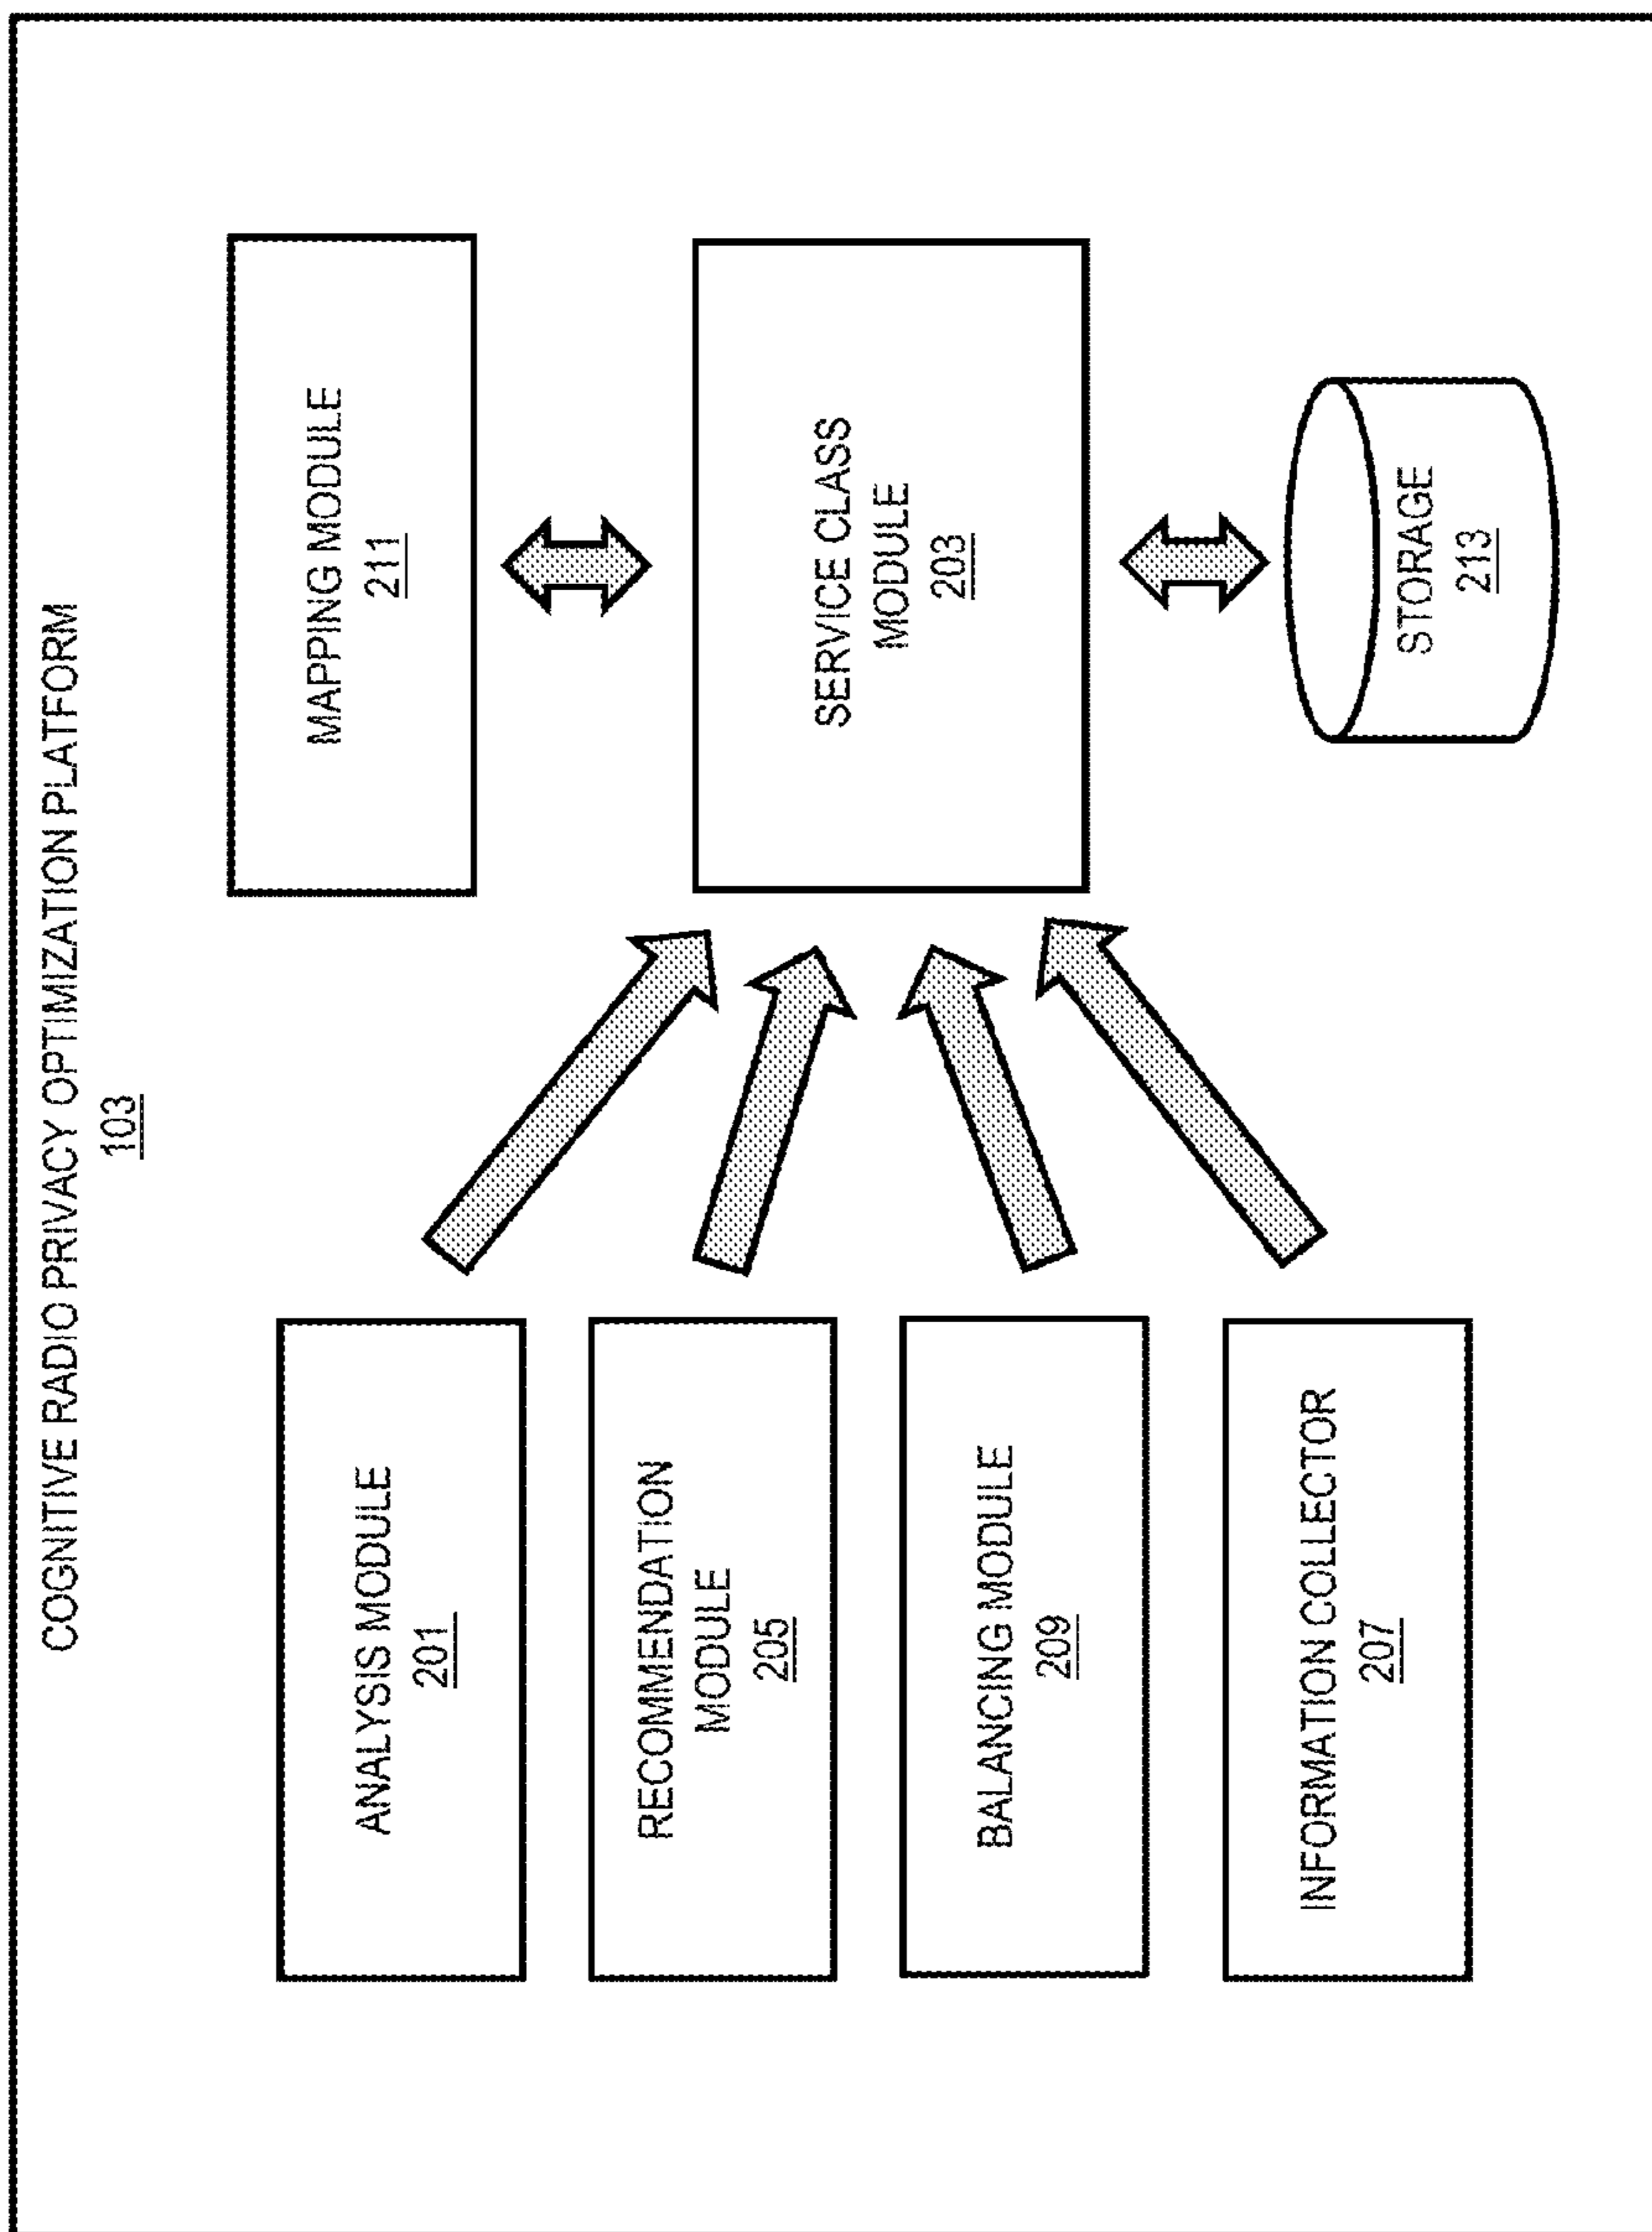 COGNITIVE RADIO PRIVACY OPTIMIZATION PLATFORM
103
ANALYSIS MODULE
201
RECOMMENDATION
MODULE
205
BALANCING MODULE
209
INFORMATION COLLECTOR
207
MAPPING MODULE
211
SERVICE CLASS
MODULE
203
STORAGE
213